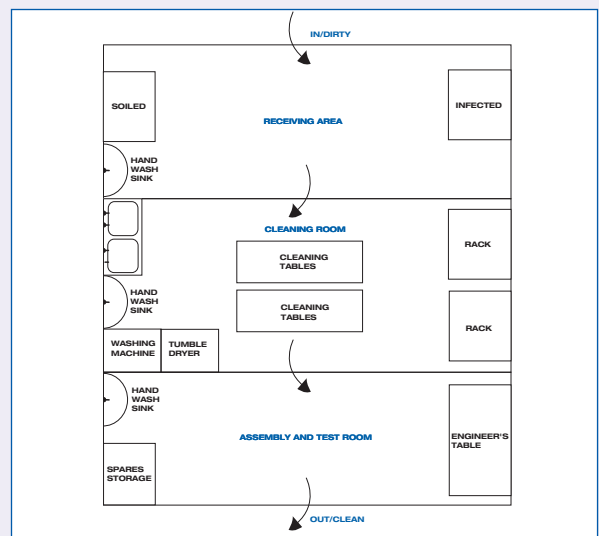 IN/DIRTY
SOILED
INFECTED
RECEIVING AREA
HAND
WASH
SINK
CLEANING ROOM
RACK
CLEANING
TABLES
HAND
WASH
SINK
CLEANING
TABLES
RACK
WASHING
MACHINE
TUMBLE
DRYER
HAND
WASH
SINK
ASSEMBLY AND TEST ROOM
ENGINEER'S
TABLE
SPARES
STORAGE
OUT/CLEAN